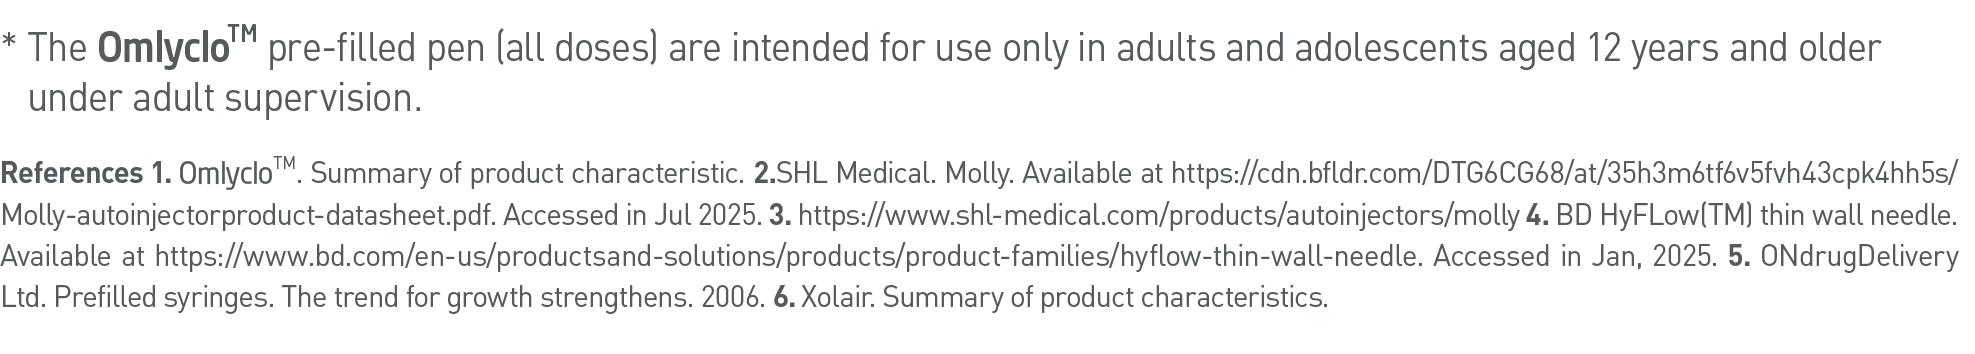 * The Omlyclo™ pre-filled pen (all doses) are intended for use only in adults and adolescents aged 12 years and older
under adult supervision.
References 1. Omlyclo™. Summary of product characteristic. 2.SHL Medical. Molly. Available at https://cdn.bfldr.com/DTG6CG68/at/35h3m6tf6v5fvh43cpk4hh5s/
Molly-autoinjectorproduct-datasheet.pdf. Accessed in Jul 2025. 3. https://www.shl-medical.com/products/autoinjectors/molly 4. BD HyFLow(TM) thin wall needle.
Available at https://www.bd.com/en-us/productsand-solutions/products/product-families/hyflow-thin-wall-needle. Accessed in Jan, 2025. 5. ONdrugDelivery
Ltd. Prefilled syringes. The trend for growth strengthens. 2006. 6. Xolair. Summary of product characteristics.